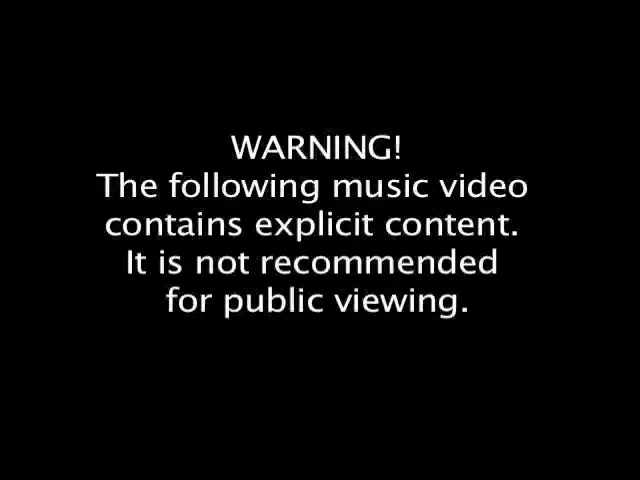 WARNING!
The following music video
contains explicit content.
It is not recommended
for public viewing.